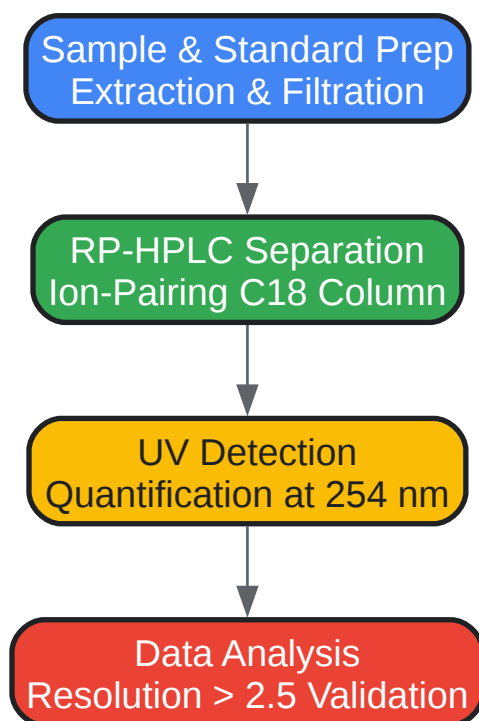 Sample & Standard Prep
Extraction & Filtration
RP-HPLC Separation
Ion-Pairing C18 Column
UV Detection
Quantification at 254 nm
Data Analysis
Resolution > 2.5 Validation